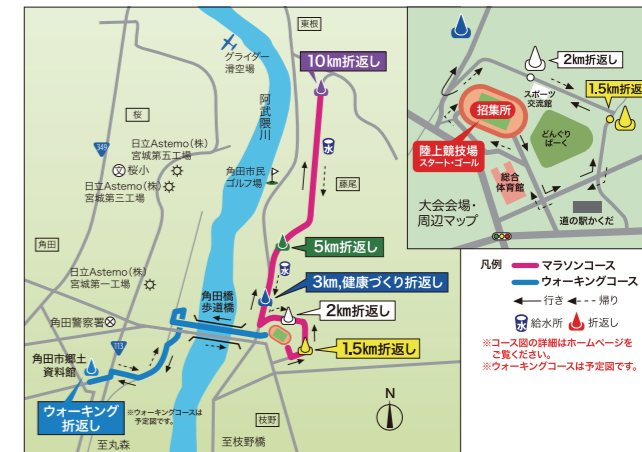 東根
グライダー
滑空場
10km折返し
阿武隈川
桜
349
日立Astemo(株)
宮城第五工場
桜小
文
日立Astemo(株)
宮城第三工場
角田市民
ゴルフ場
水
藤尾
角田
5km折返し
日立Astemo(株)
宮城第一工場
水
3km,健康づくり折返し
角田橋
歩道橋
2km折返し
角田警察署
113
1.5km折返し
角田市郷土
資料館
ウォーキング
折返し
※ウォーキングコースは
予定図です。
枝野
至丸森
至枝野橋
N
2km折返し
1.5km折返
スポーツ
交流館
招集所
どんぐり
ぱーく
陸上競技場
スタート・ゴール
総合
体育館
大会会場・
周辺マップ
道の駅かくだ
凡例
マラソンコース
ウォーキングコース
行き
帰り
水
給水所
折返し
※コース図の詳細はホームページを
ご覧ください。
※ウォーキングコースは予定図です。